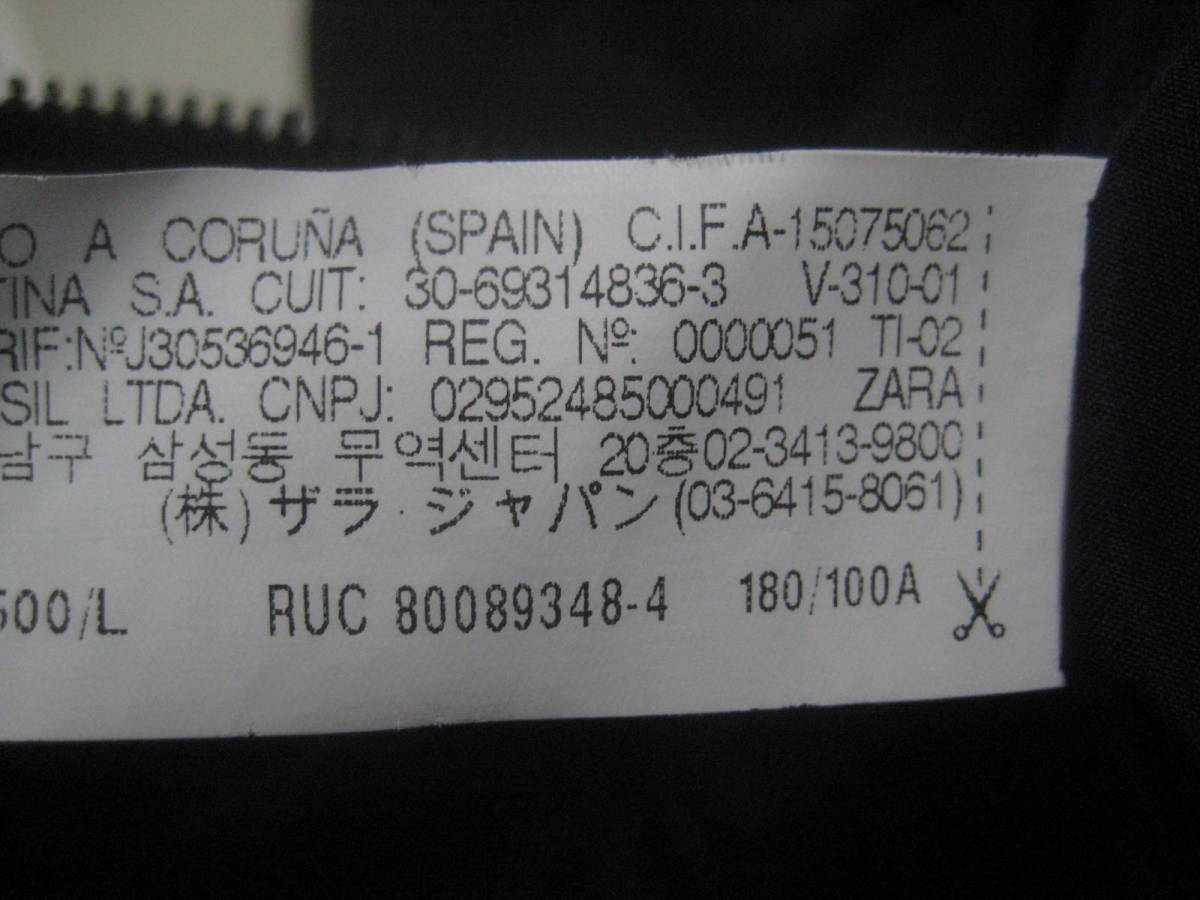 O A CORUÑA (SPAIN) C.I.F.A-15075062
TINA S.A. CUIT: 30-69314836-3 V-310-01
RIF:NºJ30536946-1 REG. Nº: 0000051 TI-02
SIL LTDA. CNPJ: 02952485000491 ZARA
남구 삼성동 무역센터 20층02-3413-9800
(株)ザラ・ジャパン(03-6415-8061)
500/L RUC 80089348-4 180/100A